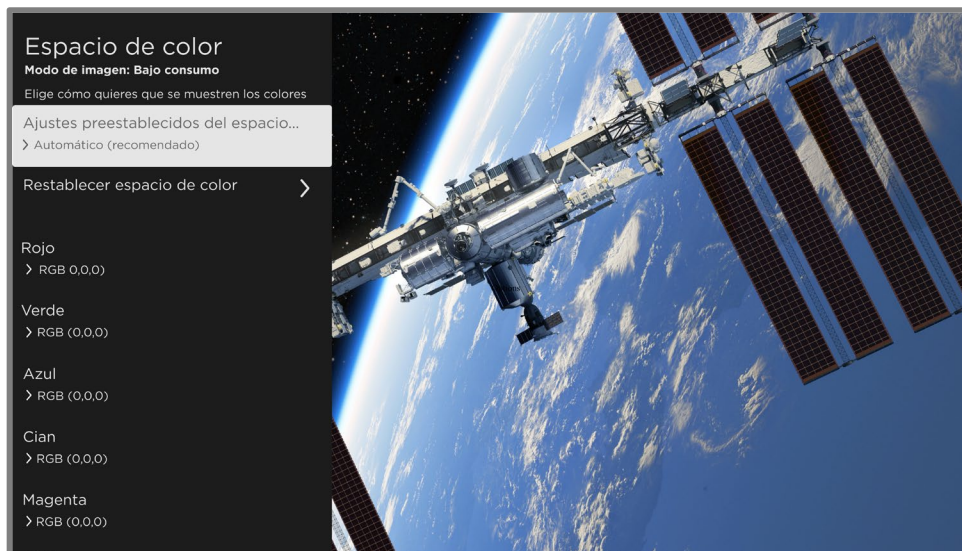 Espacio de color
Modo de imagen: Bajo consumo
Elige cómo quieres que se muestren los colores
Ajustes preestablecidos del espacio...
Automático (recomendado)
Restablecer espacio de color
Rojo
RGB 0,0,0)
Verde
RGB (0,0,0)
Azul
RGB (0,0,0)
Cian
RGB (0,0,0)
Magenta
RGB (0,0,0)